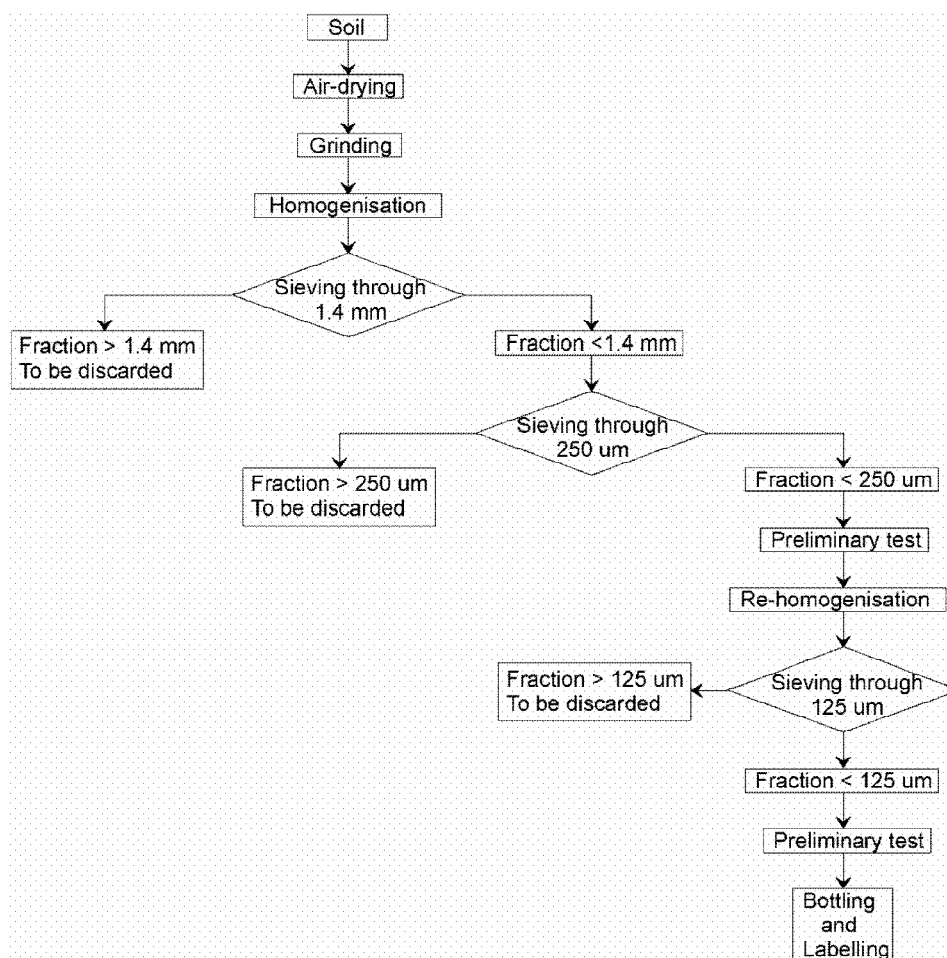 Soil
Air-drying
Grinding
Homogenisation
Sieving through
1.4 mm
Fraction > 1.4 mm
To be discarded
Fraction <1.4 mm
Sieving through
250 um
Fraction > 250 um
To be discarded
Fraction < 250 um
Preliminary test
Re-homogenisation
Sieving through
125 um
Fraction > 125 um
To be discarded
Fraction < 125 um
Preliminary test
Bottling
and
Labelling